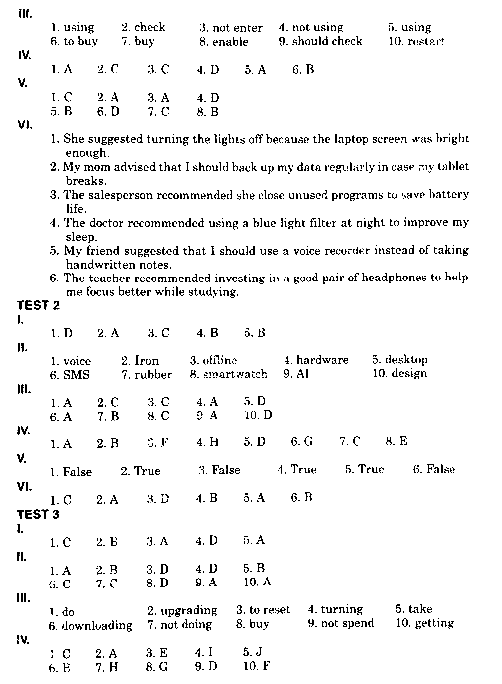 III.
1. using 2. check 3. not enter 4. not using 5. using
6. to buy 7. buy 8. enable 9. should check 10. restart
IV.
1. A 2. C 3. C 4. D 5. A 6. B
V.
1. C 2. A 3. A 4. D
5. B 6. D 7. C 8. B
VI.
1. She suggested turning the lights off because the laptop screen was bright
enough.
2. My mom advised that I should back up my data regularly in case my tablet
breaks.
3. The salesperson recommended she close unused programs to save battery
life.
4. The doctor recommended using a blue light filter at night to improve my
sleep.
5. My friend suggested that I should use a voice recorder instead of taking
handwritten notes.
6. The teacher recommended investing in a good pair of headphones to help
me focus better while studying.
TEST 2
I.
1. D 2. A 3. C 4. B 5. B
II.
1. voice 2. Iron 3. offline 4. hardware 5. desktop
6. SMS 7. rubber 8. smartwatch 9. AI 10. design
III.
1. A 2. C 3. C 4. A 5. D
6. A 7. B 8. C 9. A 10. D
IV.
1. A 2. B 3. F 4. H 5. D 6. G 7. C 8. E
V.
1. False 2. True 3. False 4. True 5. True 6. False
VI.
1. C 2. A 3. D 4. B 5. A 6. B
TEST 3
I.
1. C 2. B 3. A 4. D 5. A
II.
1. A 2. B 3. D 4. D 5. B
6. C 7. C 8. D 9. A 10. A
III.
1. do 2. upgrading 3. to reset 4. turning 5. take
6. downloading 7. not doing 8. buy 9. not spend 10. getting
IV.
1 C 2. A 3. E 4. I 5. J
6. B 7. H 8. G 9. D 10. F